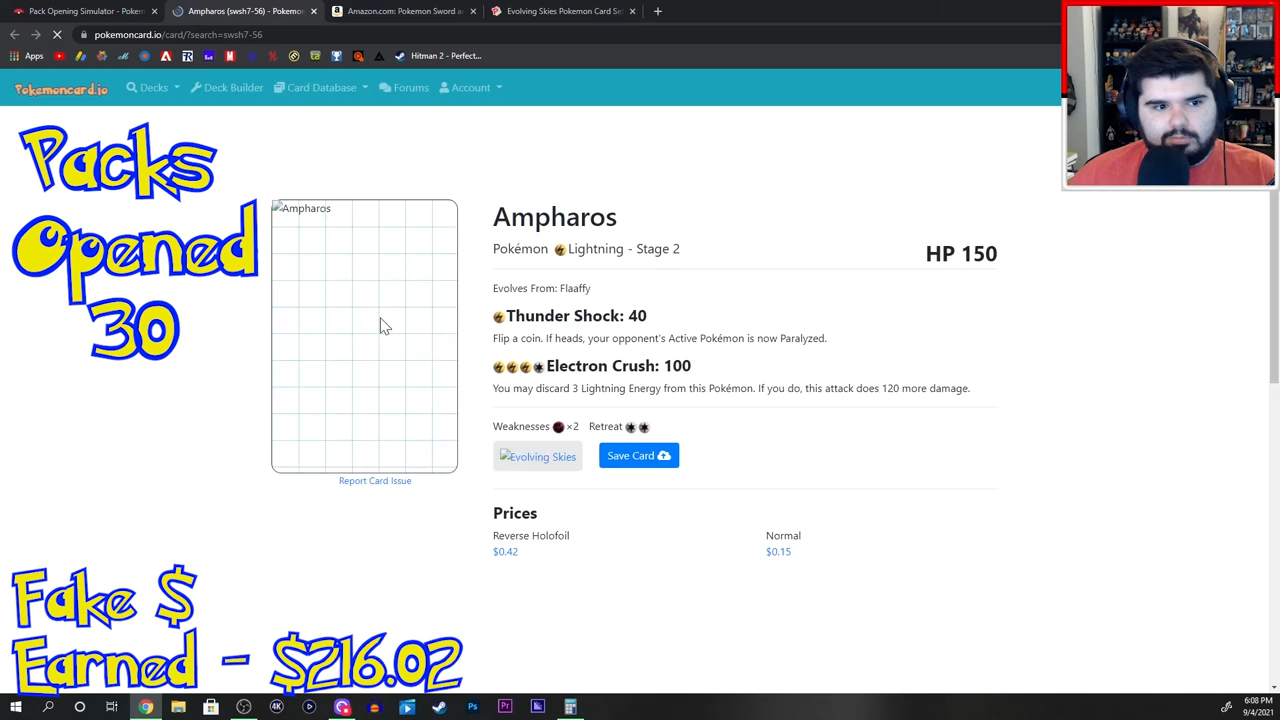 Pack Opening Simulator - Pokemon
Ampharos (swsh7-56) - Pokemon
Amazon.com: Pokemon Sword an
Evolving Skies Pokemon Card Set
pokemoncard.io/card/?search=swsh7-56
Apps
Hitman 2 - Perfect...
Pokemoncard.io
Decks
Deck Builder
Card Database
Forums
Account
Packs
Opened
30
Ampharos
Ampharos
Pokémon Lightning - Stage 2
HP 150
Evolves From: Flaaffy
Thunder Shock: 40
Flip a coin. If heads, your opponent's Active Pokémon is now Paralyzed.
Electron Crush: 100
You may discard 3 Lightning Energy from this Pokémon. If you do, this attack does 120 more damage.
Weaknesses ×2 Retreat
Evolving Skies
Save Card
Report Card Issue
Prices
Reverse Holofoil
Normal
$0.42
$0.15
Fake $
Earned - $216.02
6:08 PM
9/4/2021